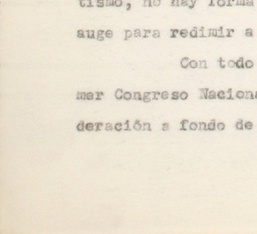 tismo, no hay forma
auge para redimir a
Con todo
mer Congreso Naciona
deración a fondo de